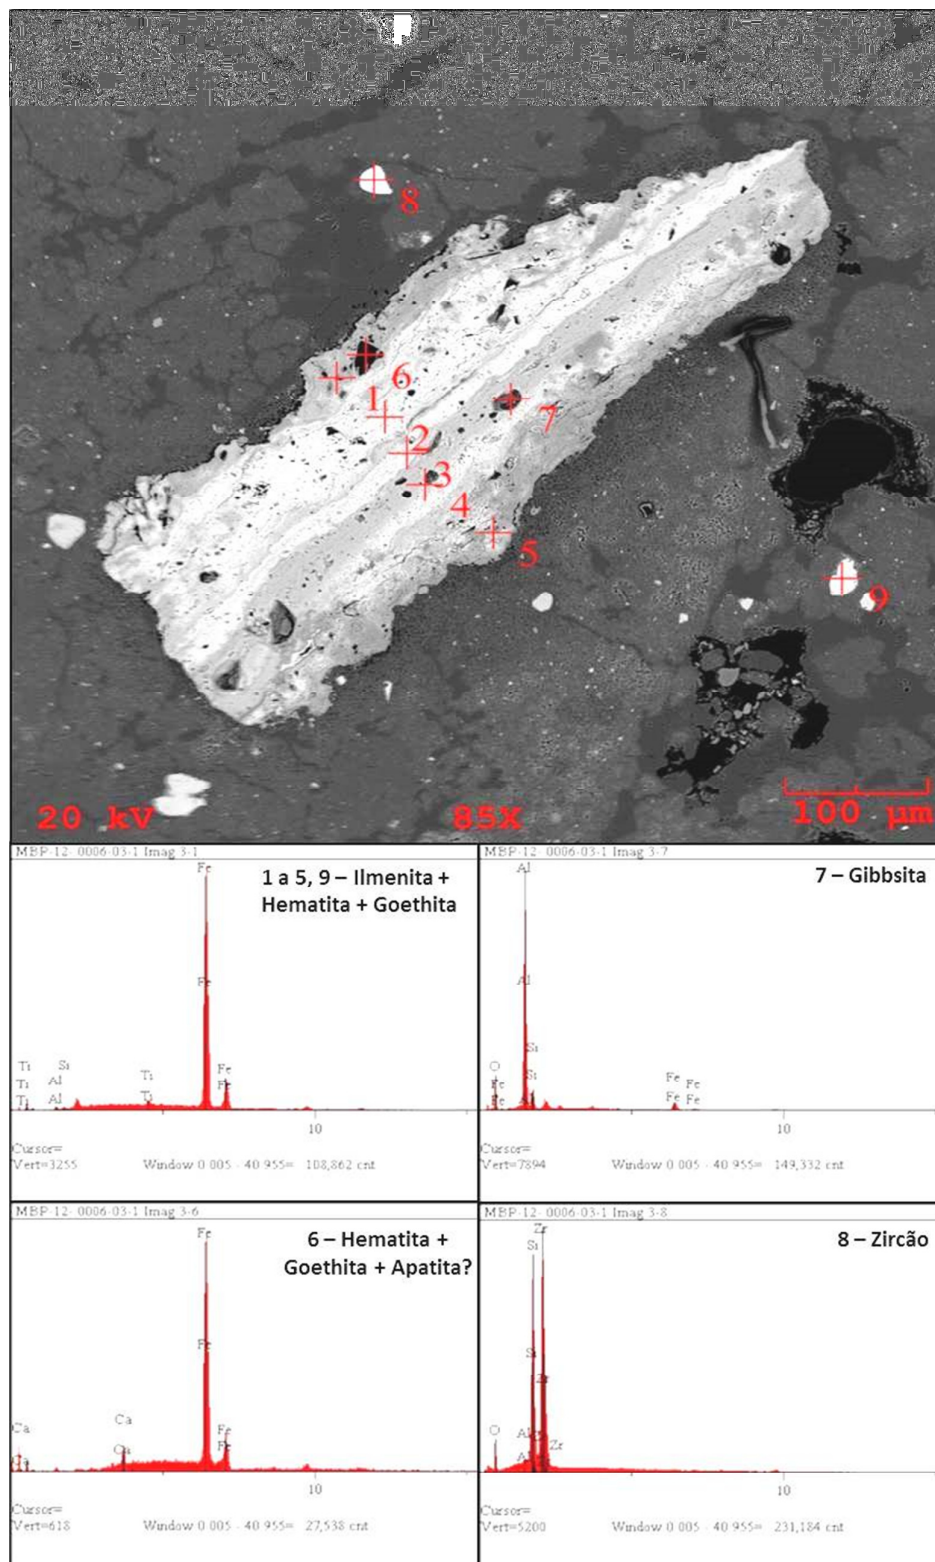 8
6
1
7
2
3
4
5
9
20 kV 85X 100 µm
MBP-12- 0006-03-1 Imag 3-1
1 a 5, 9 – Ilmenita +
Hematita + Goethita
Fe
Fe
Ti Si
Al Ti Fe
Ti
Ti Al Ti
10
Cursor=
Vert=3255 Window 0.005 - 40.955= 108,862 cnt
MBP-12- 0006-03-1 Imag 3-7
7 – Gibbsita
Al
Al
Si
O Si Fe Fe
Fe Fe Fe
10
Cursor=
Vert=7894 Window 0.005 - 40.955= 149,332 cnt
MBP-12- 0006-03-1 Imag 3-6
6 – Hematita +
Goethita + Apatita?
Fe
Fe
Ca Ca Fe
Ca Fe
10
Cursor=
Vert=618 Window 0.005 - 40.955= 27,538 cnt
MBP-12- 0006-03-1 Imag 3-8
8 – Zircão
Zr
Si
Si
Zr
O Al Zr
Al
10
Cursor=
Vert=5200 Window 0.005 - 40.955= 231,184 cnt